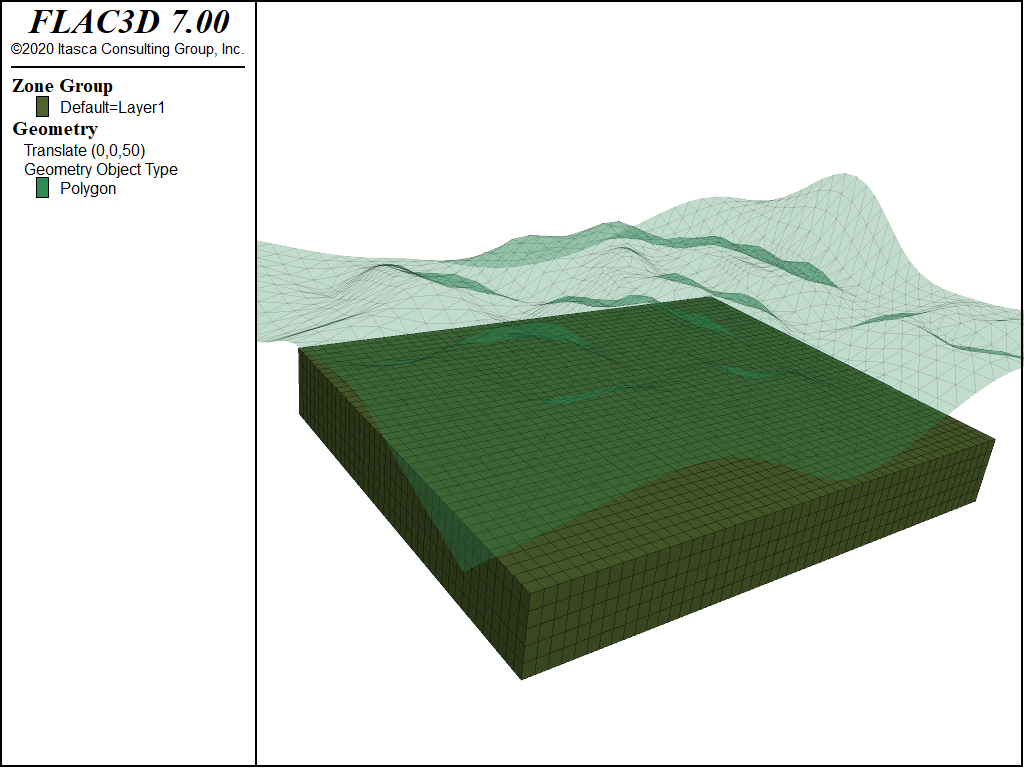 FLAC3D 7.00
©2020 Itasca Consulting Group, Inc.
Zone Group
Default=Layer1
Geometry
Translate (0,0,50)
Geometry Object Type
Polygon